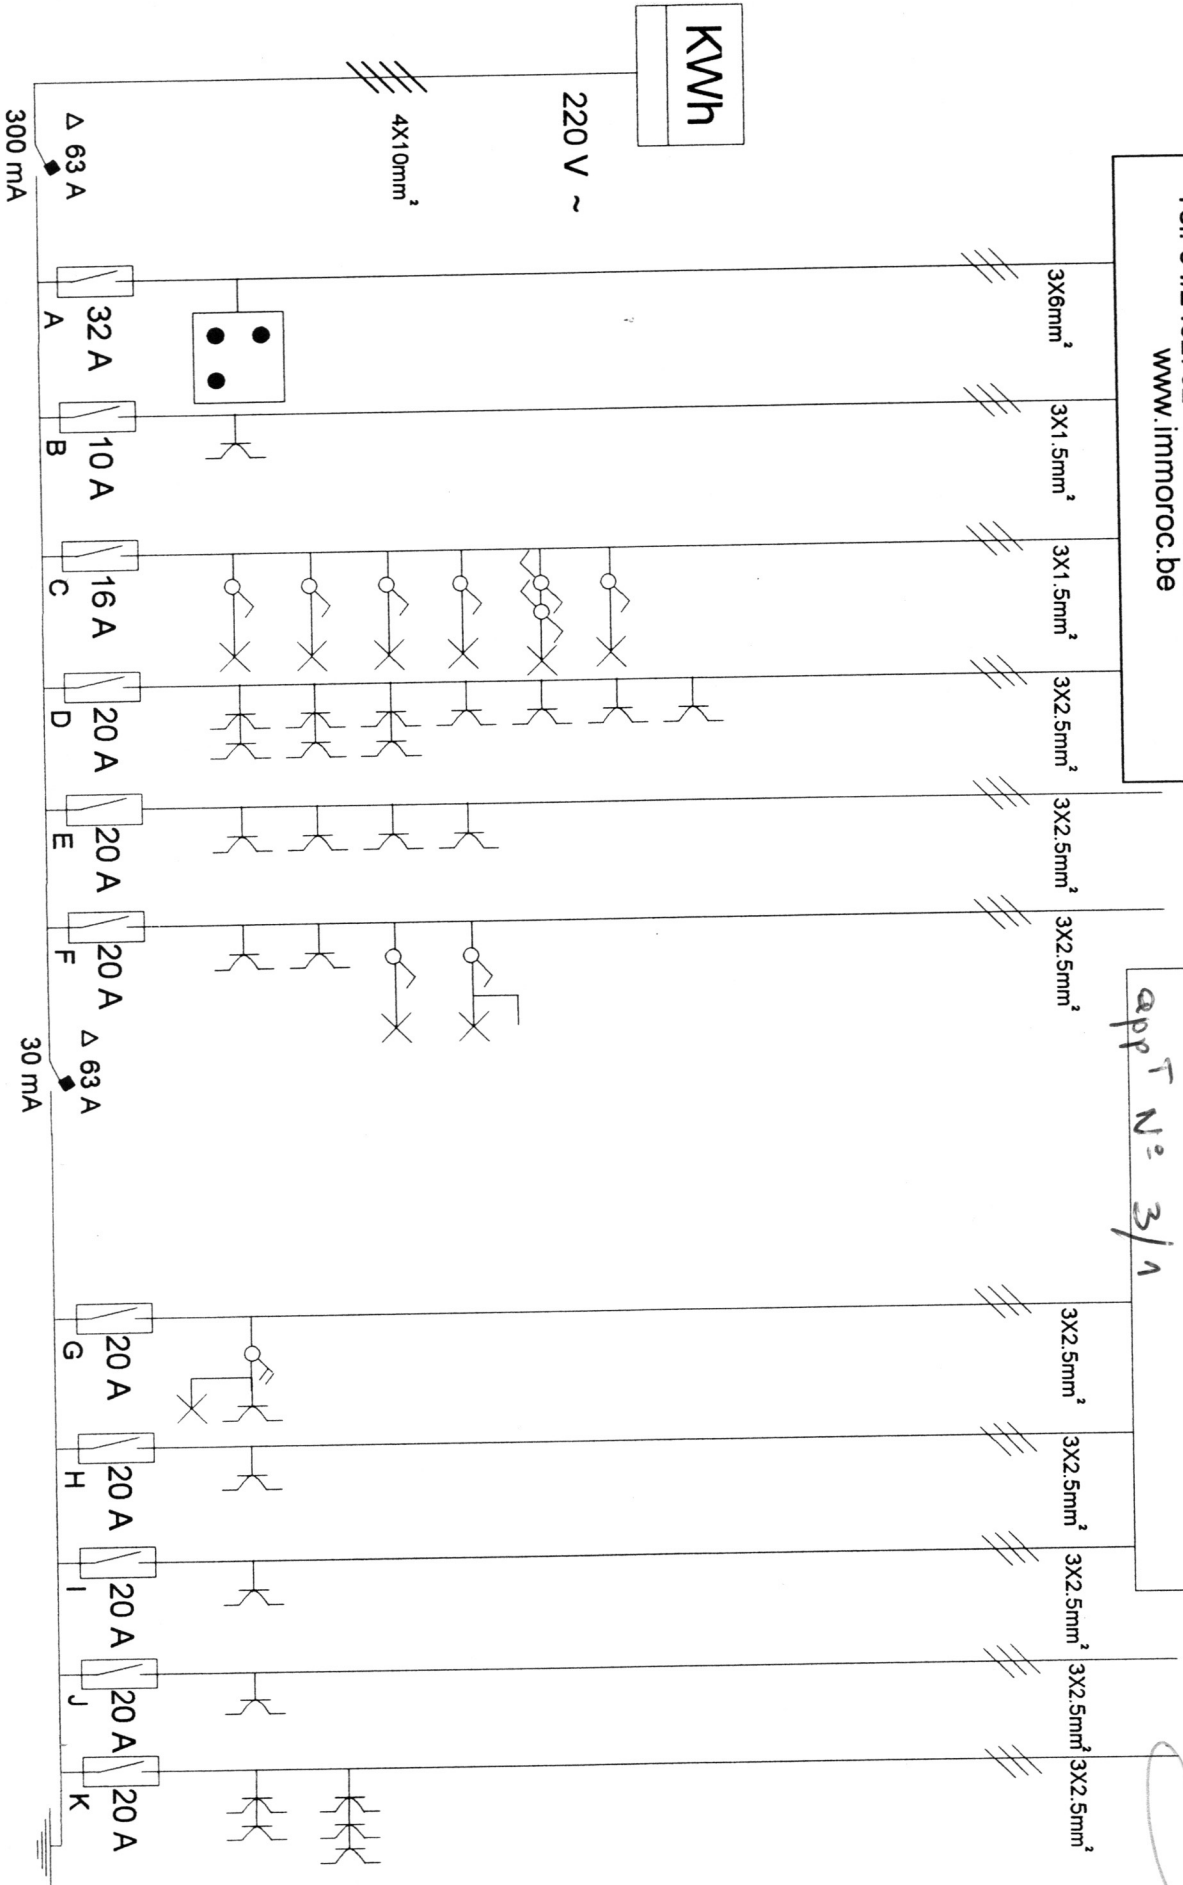 KWh
220 V ~
4X10mm²
Δ 63 A
300 mA
www.immoroc.be
3X6mm²
32 A
A
3X1.5mm²
10 A
B
3X1.5mm²
16 A
C
3X2.5mm²
20 A
D
3X2.5mm²
20 A
E
3X2.5mm²
20 A
F
Δ 63 A
30 mA
appT N° 3/1
3X2.5mm²
20 A
G
3X2.5mm²
20 A
H
3X2.5mm²
20 A
I
3X2.5mm²
20 A
J
3X2.5mm²
20 A
K